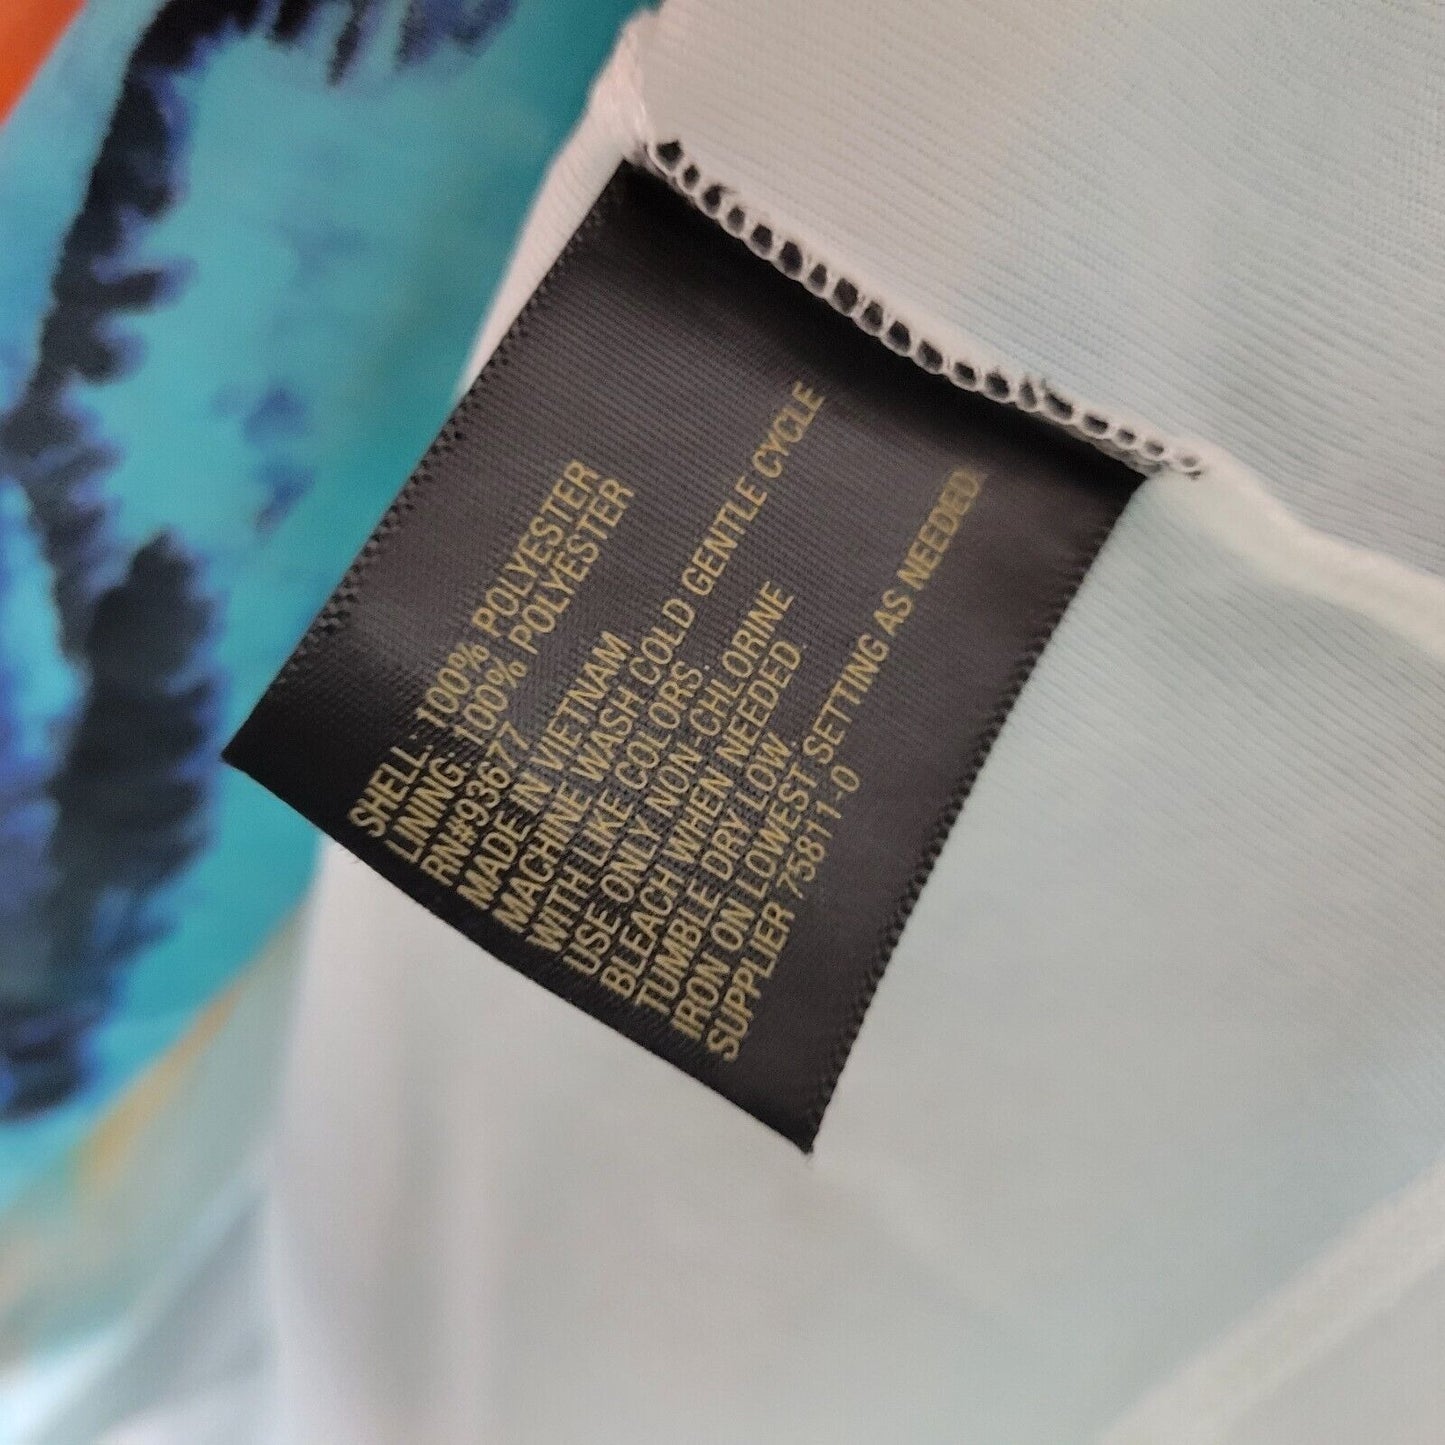 SHELL: 100% POLYESTER
LINING: 100% POLYESTER
RN#93677
MADE IN VIETNAM
MACHINE WASH COLD GENTLE CYCLE
WITH LIKE COLORS.
USE ONLY NON-CHLORINE
BLEACH WHEN NEEDED.
TUMBLE DRY LOW.
IRON ON LOWEST SETTING AS NEEDED.
SUPPLIER 75811-0